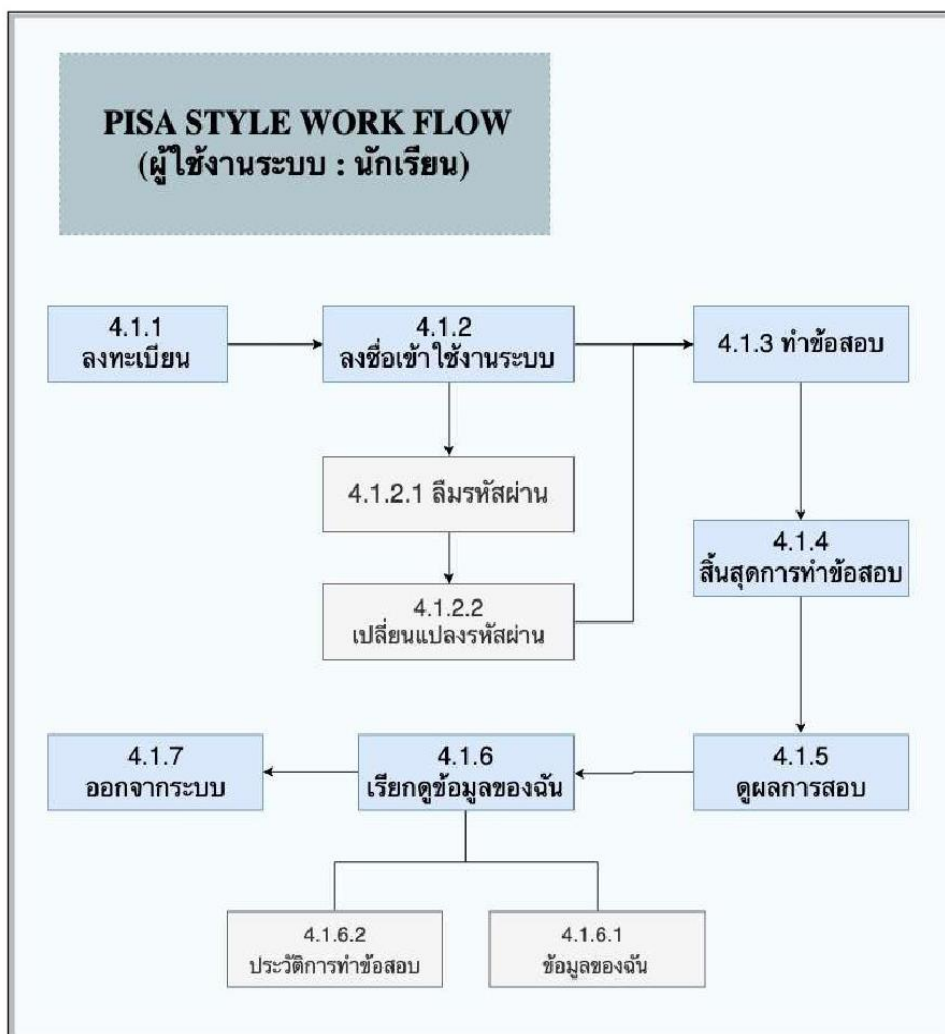 PISA STYLE WORK FLOW
(ผู้ใช้งานระบบ : นักเรียน)
4.1.1
ลงทะเบียน
4.1.2
ลงชื่อเข้าใช้งานระบบ
4.1.3 ทำข้อสอบ
4.1.2.1 ลืมรหัสผ่าน
4.1.2.2
เปลี่ยนแปลงรหัสผ่าน
4.1.4
สิ้นสุดการทำข้อสอบ
4.1.5
ดูผลการสอบ
4.1.6
เรียกดูข้อมูลของฉัน
4.1.7
ออกจากระบบ
4.1.6.2
ประวัติการทำข้อสอบ
4.1.6.1
ข้อมูลของฉัน